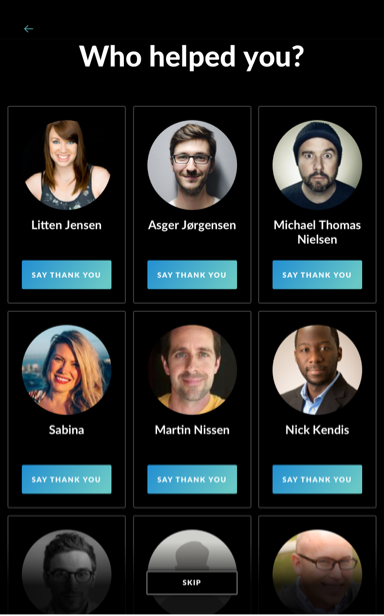 Who helped you?
Litten Jensen
Asger Jørgensen
Michael Thomas
Nielsen
SAY THANK YOU
SAY THANK YOU
SAY THANK YOU
Sabina
Martin Nissen
Nick Kendis
SAY THANK YOU
SAY THANK YOU
SAY THANK YOU
SKIP